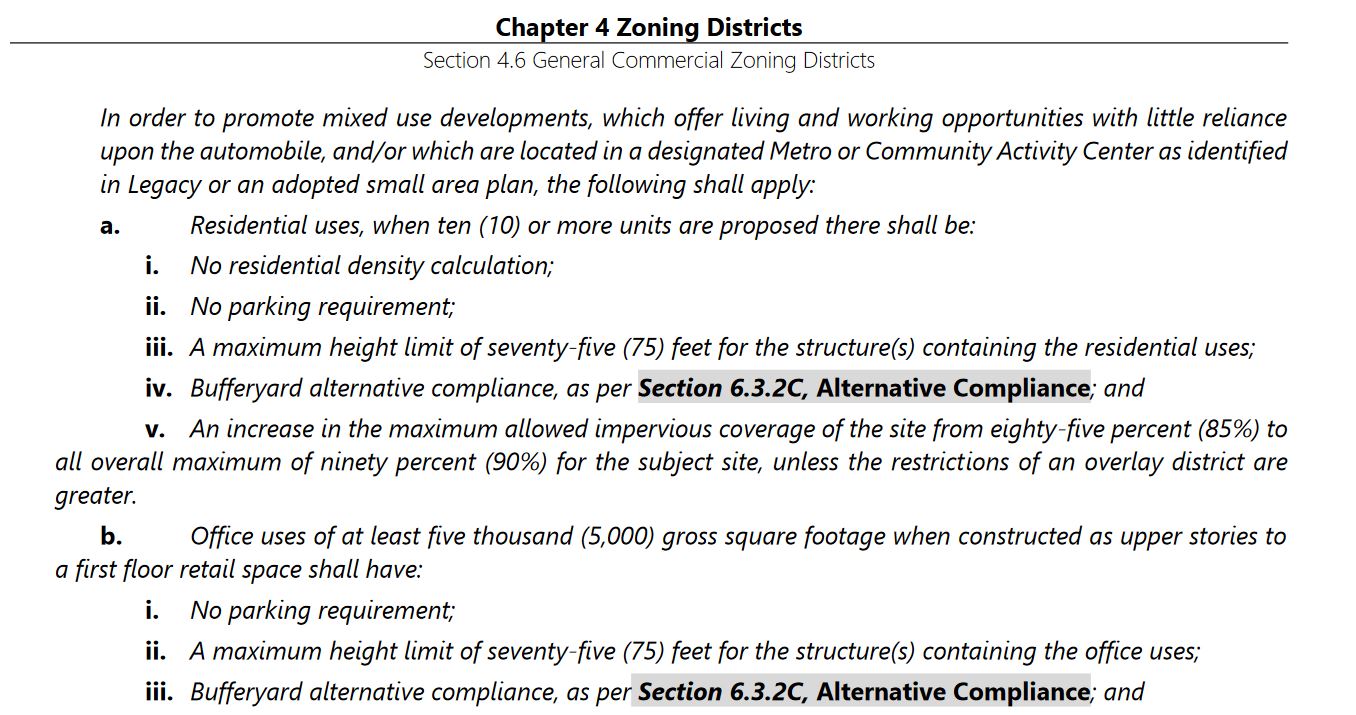 Chapter 4 Zoning Districts
Section 4.6 General Commercial Zoning Districts
In order to promote mixed use developments, which offer living and working opportunities with little reliance
upon the automobile, and/or which are located in a designated Metro or Community Activity Center as identified
in Legacy or an adopted small area plan, the following shall apply:
a. Residential uses, when ten (10) or more units are proposed there shall be:
i. No residential density calculation;
ii. No parking requirement;
iii. A maximum height limit of seventy-five (75) feet for the structure(s) containing the residential uses;
iv. Bufferyard alternative compliance, as per Section 6.3.2C, Alternative Compliance; and
v. An increase in the maximum allowed impervious coverage of the site from eighty-five percent (85%) to
all overall maximum of ninety percent (90%) for the subject site, unless the restrictions of an overlay district are
greater.
b. Office uses of at least five thousand (5,000) gross square footage when constructed as upper stories to
a first floor retail space shall have:
i. No parking requirement;
ii. A maximum height limit of seventy-five (75) feet for the structure(s) containing the office uses;
iii. Bufferyard alternative compliance, as per Section 6.3.2C, Alternative Compliance; and